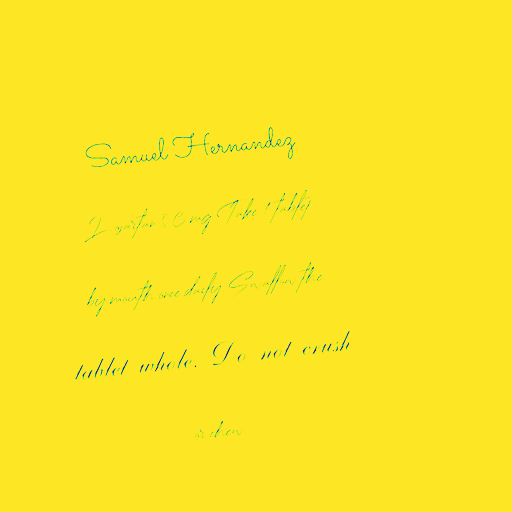 Samuel Hernandez
Losartan 50mg. Take 1 tablet
by mouth once daily. Swallow the
tablet whole. Do not crush
or chew